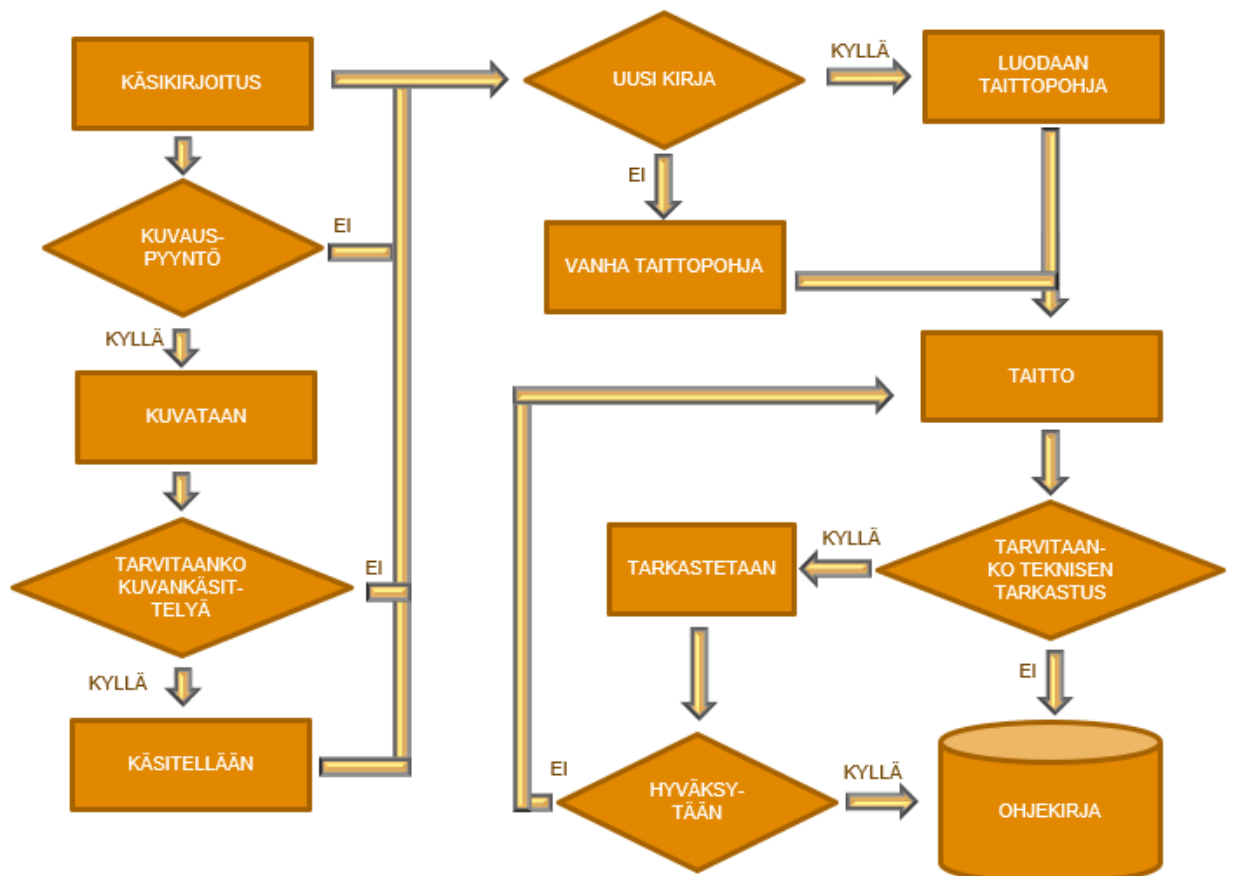 KÄSIKIRJOITUS
KUVAUS-
PYYNTÖ
EI
KYLLÄ
KUVATAAN
TARVITAANKO
KUVANKÄSIT-
TELYÄ
EI
KYLLÄ
KÄSITELLÄÄN
UUSI KIRJA
KYLLÄ
LUODAAN
TAITTOPOHJA
EI
VANHA TAITTOPOHJA
TAITTO
TARVITAAN-
KO TEKNISEN
TARKASTUS
KYLLÄ
TARKASTETAAN
EI
HYVÄKSY-
TÄÄN
EI
KYLLÄ
OHJEKIRJA